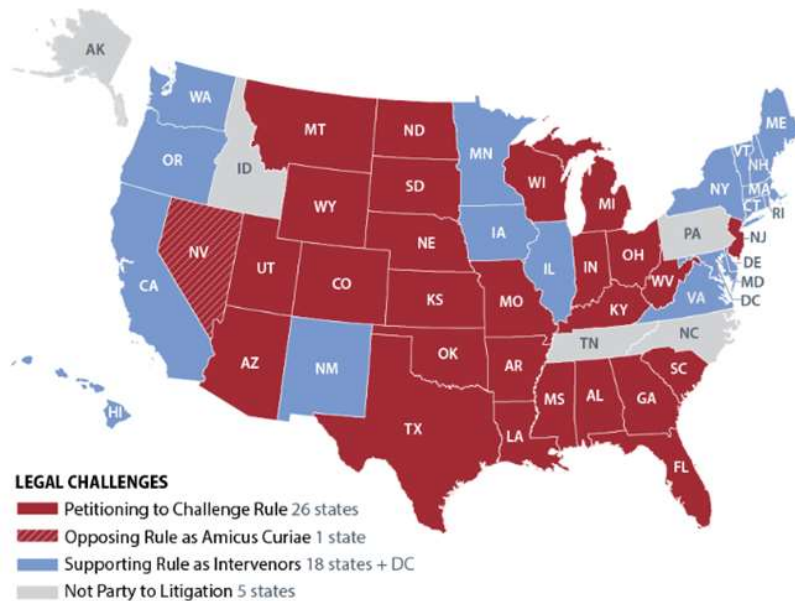 AK
WA
MT
ND
MN
ME
VT
NH
OR
ID
SD
WI
MI
NY
MA
CT
RI
WY
IA
PA
NJ
NV
NE
IL
IN
OH
DE
MD
DC
UT
CO
KS
MO
WV
VA
CA
KY
NC
AZ
NM
OK
AR
TN
SC
HI
TX
MS
AL
GA
LA
FL
LEGAL CHALLENGES
Petitioning to Challenge Rule 26 states
Opposing Rule as Amicus Curiae 1 state
Supporting Rule as Intervenors 18 states + DC
Not Party to Litigation 5 states